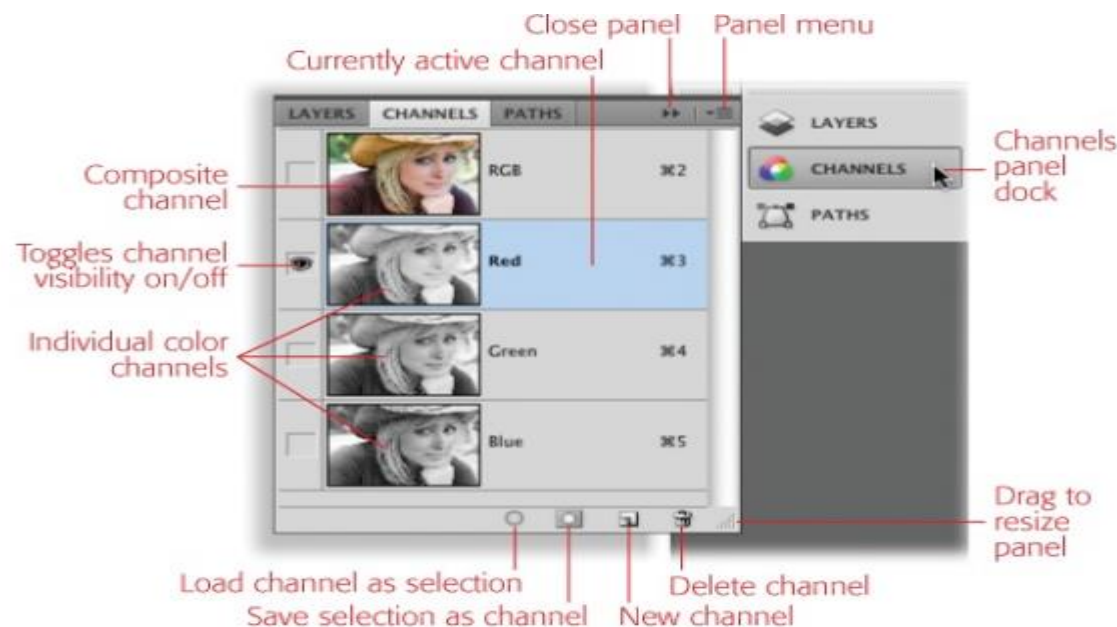 Close panel
Panel menu
Currently active channel
LAYERS CHANNELS PATHS
LAYERS
CHANNELS
PATHS
Channels
panel
dock
Composite
channel
RGB ⌘2
Toggles channel
visibility on/off
Red ⌘3
Individual color
channels
Green ⌘4
Blue ⌘5
Drag to
resize
panel
Load channel as selection
Delete channel
Save selection as channel
New channel